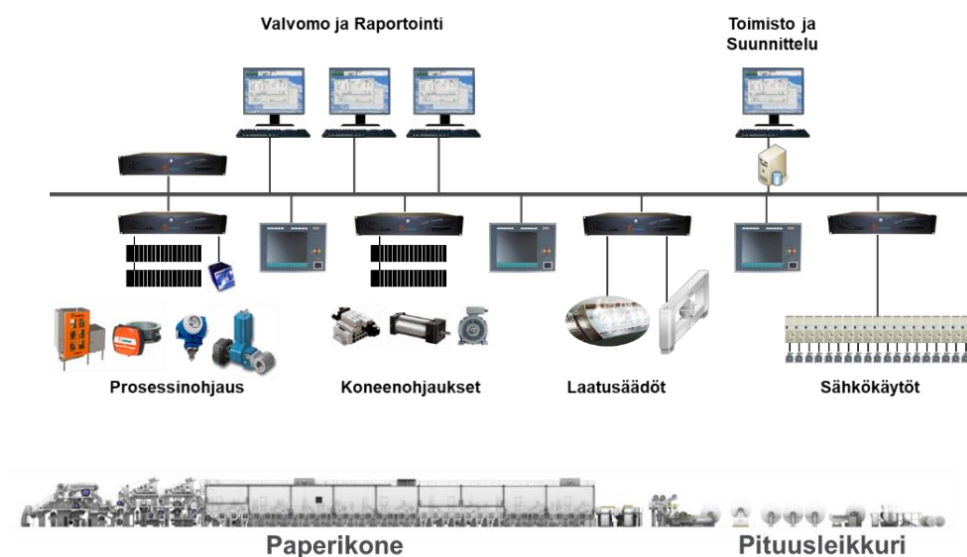 Valvomo ja Raportointi
Toimisto ja
Suunnittelu
Prosessinohjaus
Koneenohjaukset
Laatusäädöt
Sähkökäytöt
Paperikone
Pituusleikkuri